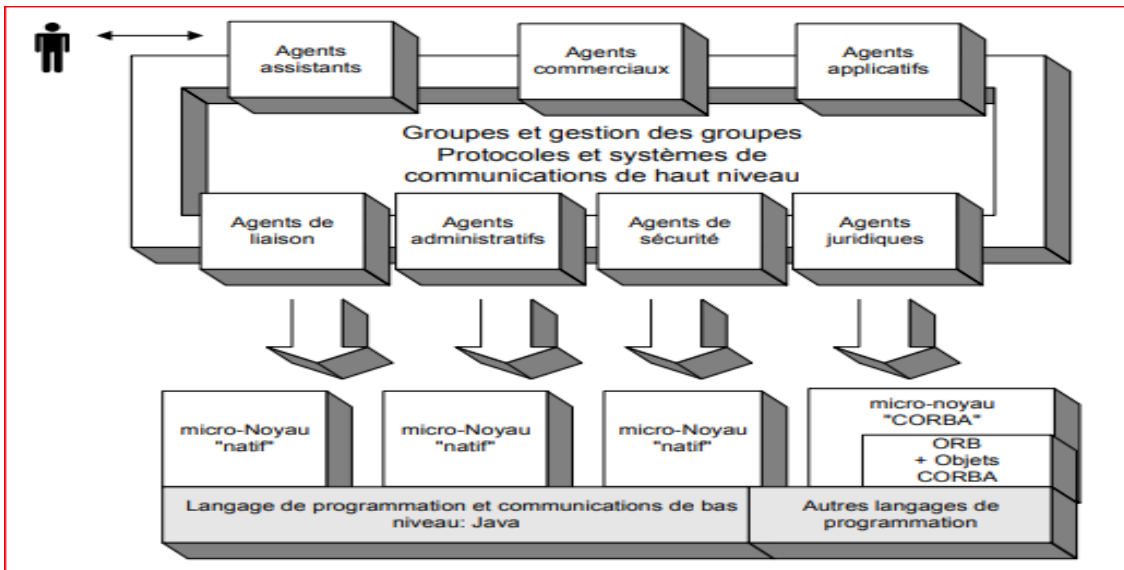 Agents
assistants
Agents
commerciaux
Agents
applicatifs
Groupes et gestion des groupes
Protocoles et systèmes de
communications de haut niveau
Agents de
liaison
Agents
administratifs
Agents de
sécurité
Agents
juridiques
micro-Noyau
"natif"
micro-Noyau
"natif"
micro-Noyau
"natif"
micro-noyau
"CORBA"
ORB
+ Objets
CORBA
Langage de programmation et communications de bas
niveau: Java
Autres langages de
programmation